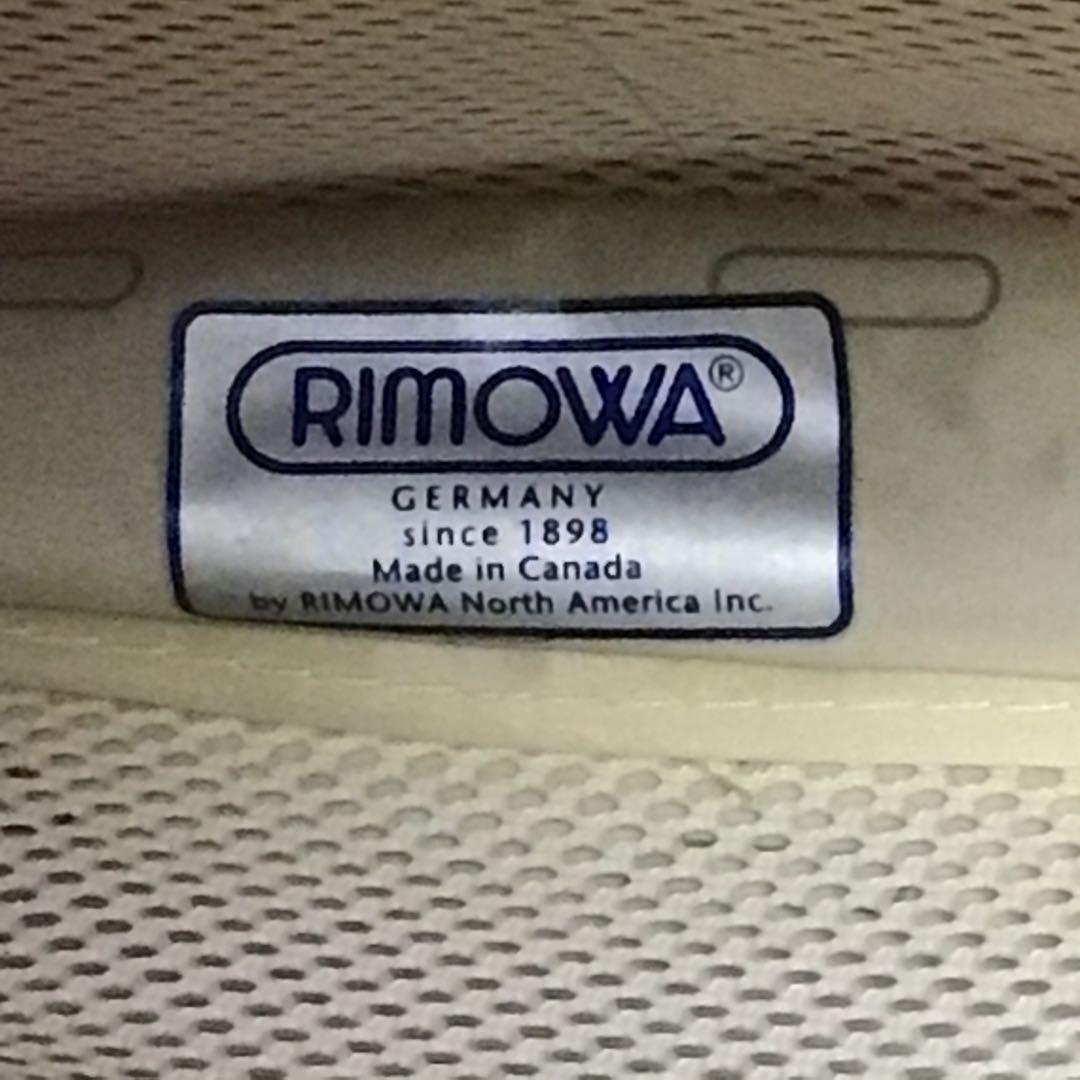 RIMOWA®
GERMANY
since 1898
Made in Canada
by RIMOWA North America Inc.